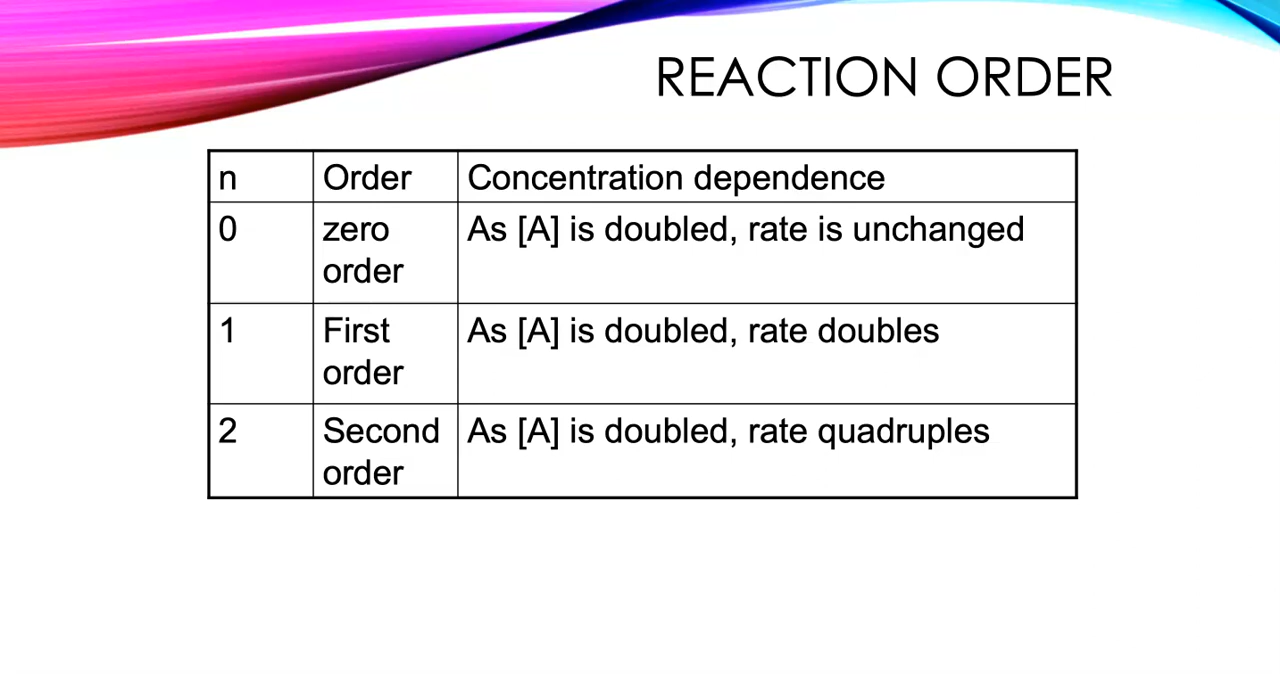 REACTION ORDER
n Order Concentration dependence
0 zero order As [A] is doubled, rate is unchanged
1 First order As [A] is doubled, rate doubles
2 Second order As [A] is doubled, rate quadruples